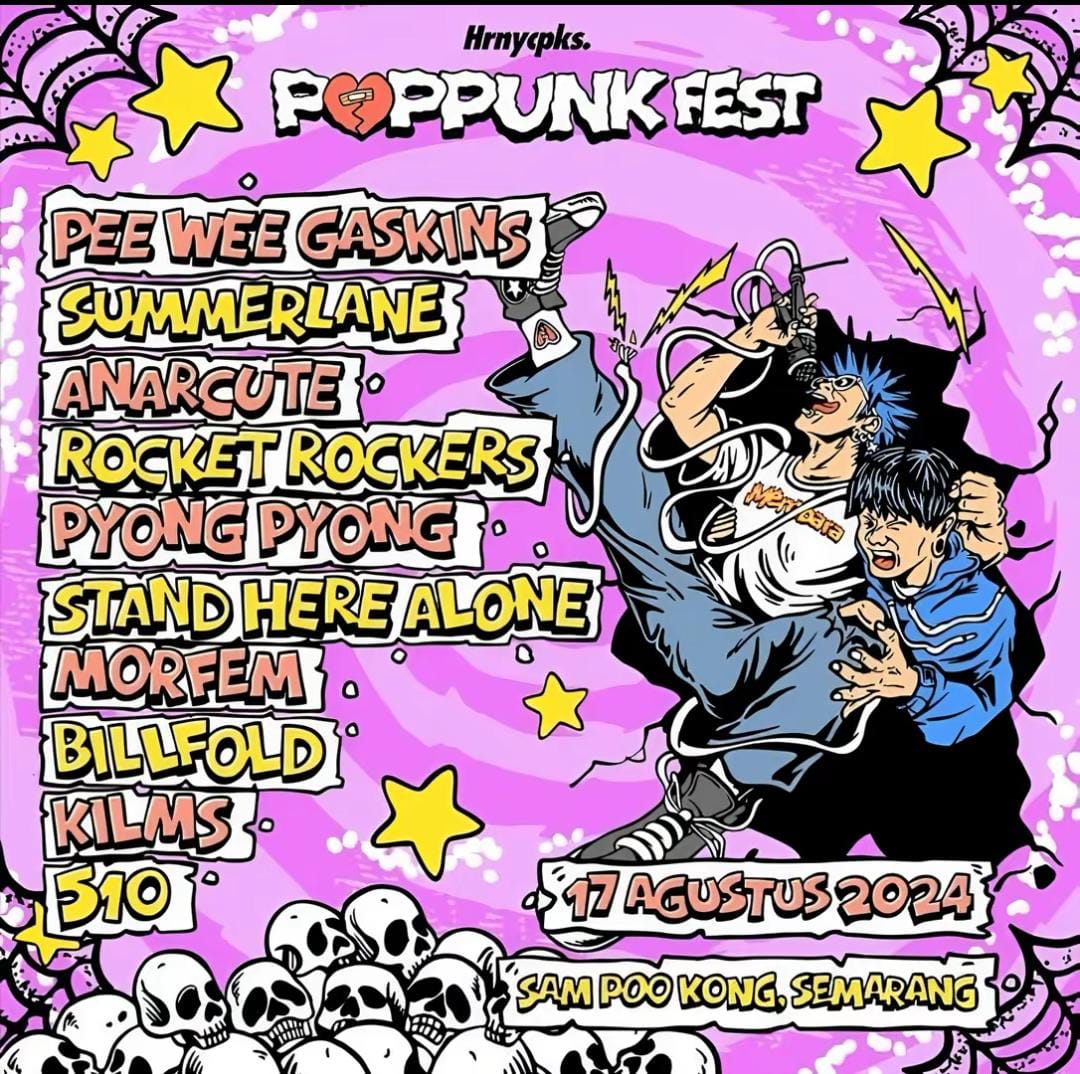 Hrnycpks.
POPPUNK FEST
PEE WEE GASKINS
SUMMERLANE
ANARCUTE
ROCKET ROCKERS
PYONG PYONG
STAND HERE ALONE
MORFEM
BILLFOLD
KILMS
510
17 AGUSTUS 2024
SAM POO KONG, SEMARANG